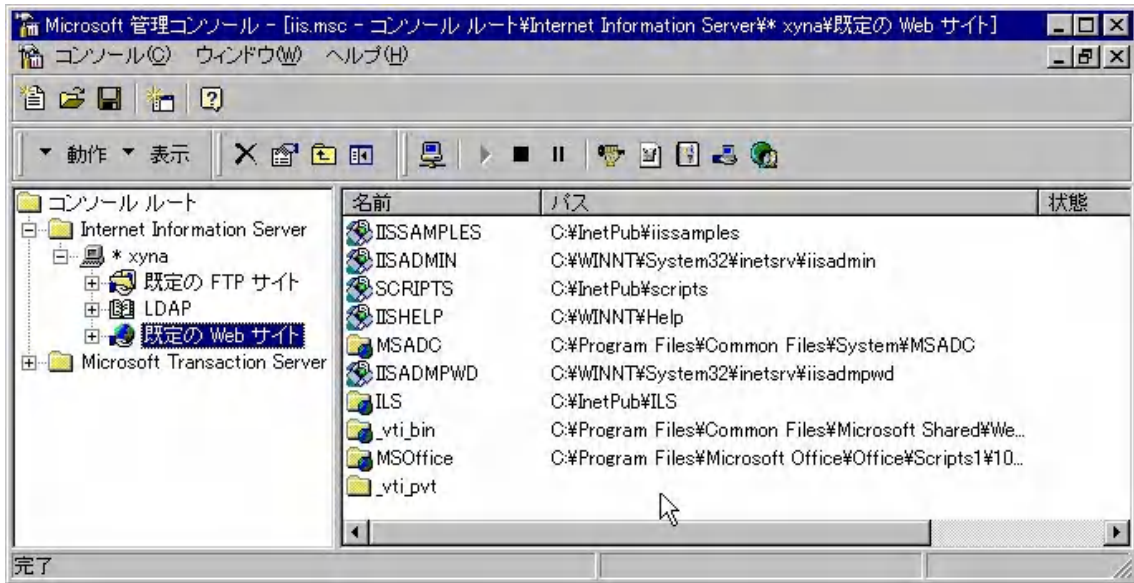 Microsoft 管理コンソール - [iis.msc - コンソール ルート¥Internet Information Server¥* xyna¥既定の Web サイト]
コンソール(C) ウィンドウ(W) ヘルプ(H)
動作 表示
コンソール ルート
Internet Information Server
* xyna
既定の FTP サイト
LDAP
既定の Web サイト
Microsoft Transaction Server
名前 パス 状態
IISSAMPLES C:¥InetPub¥iissamples
IISADMIN C:¥WINNT¥System32¥inetsrv¥iisadmin
SCRIPTS C:¥InetPub¥scripts
IISHELP C:¥WINNT¥Help
MSADC C:¥Program Files¥Common Files¥System¥MSADC
IISADMPWD C:¥WINNT¥System32¥inetsrv¥iisadmpwd
ILS C:¥InetPub¥ILS
_vti_bin C:¥Program Files¥Common Files¥Microsoft Shared¥We...
MSOffice C:¥Program Files¥Microsoft Office¥Office¥Scripts1¥10...
_vti_pvt
完了